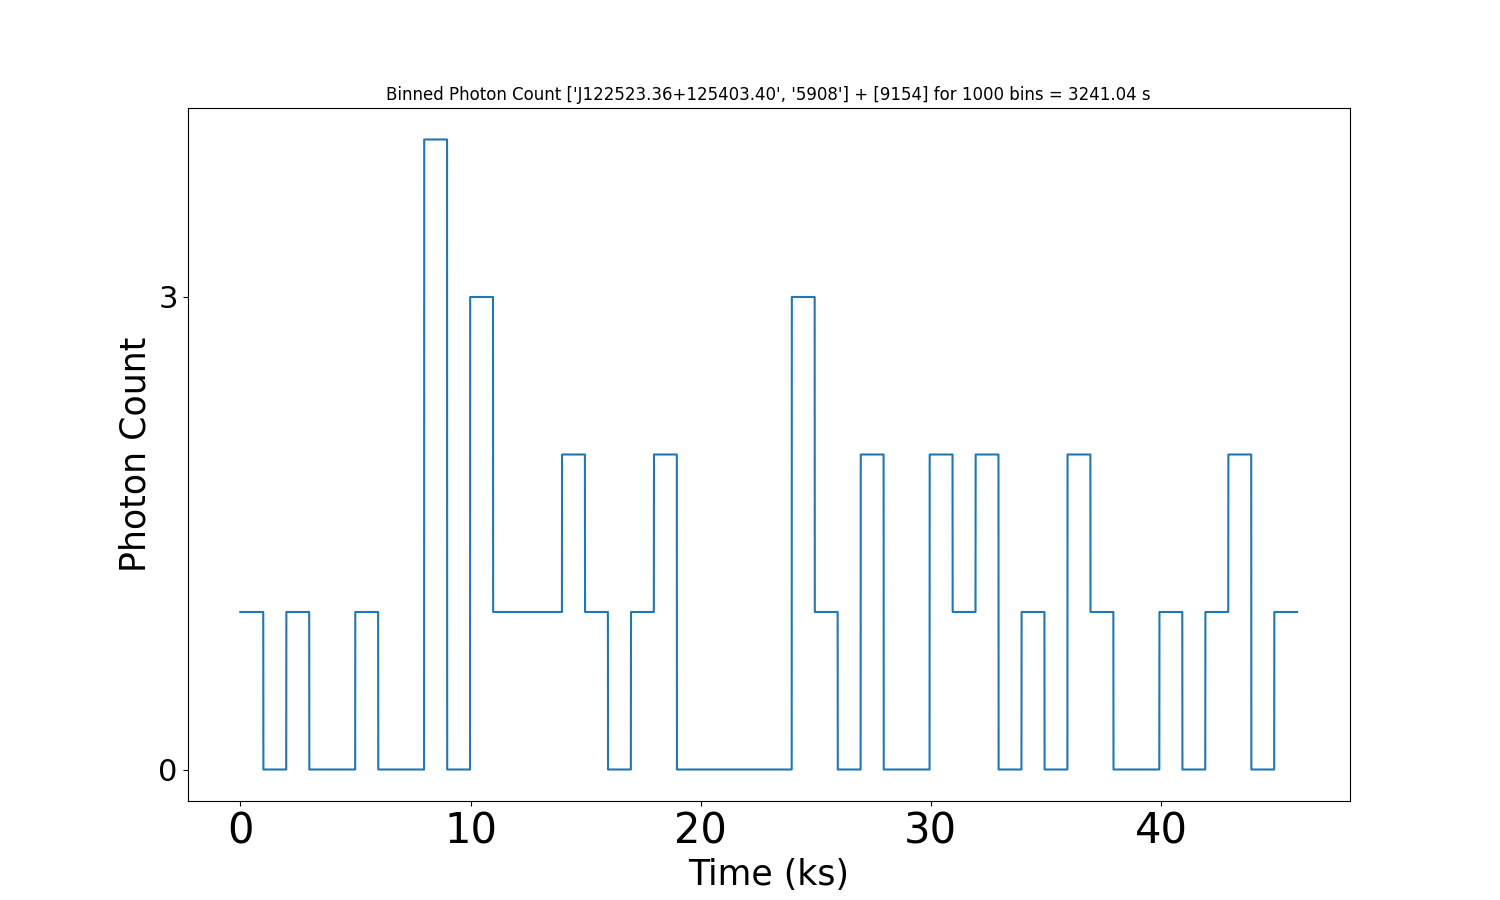 Binned Photon Count ['J122523.36+125403.40', '5908'] + [9154] for 1000 bins = 3241.04 s
3
0
Photon Count
0 10 20 30 40
Time (ks)